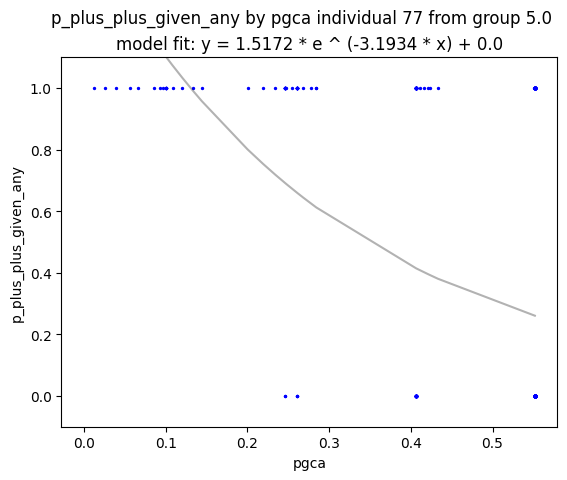 p_plus_plus_given_any by pgca individual 77 from group 5.0
model fit: y = 1.5172 * e ^ (-3.1934 * x) + 0.0
1.0
0.8
0.6
0.4
0.2
0.0
p_plus_plus_given_any
0.0 0.1 0.2 0.3 0.4 0.5
pgca